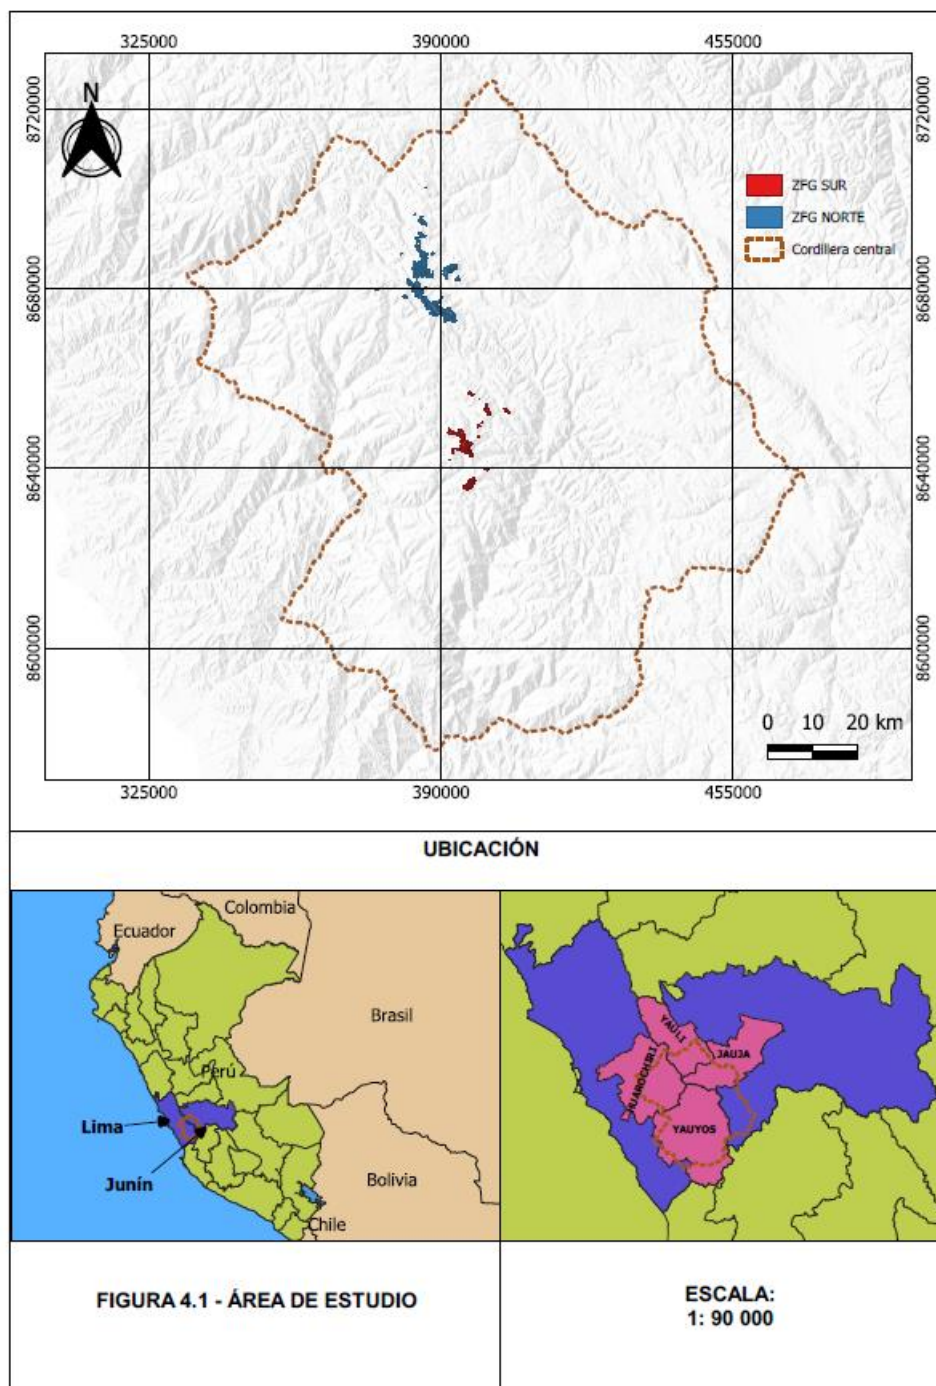 325000 390000 455000
N
8720000 8720000
ZFG SUR
ZFG NORTE
Cordillera central
8680000 8680000
8640000 8640000
8600000 8600000
0 10 20 km
325000 390000 455000
UBICACIÓN
Colombia
Ecuador
Brasil
Perú
Lima
Junín
Bolivia
Chile
YAULI
JAUJA
HUAROCHIRI
YAUYOS
FIGURA 4.1 - ÁREA DE ESTUDIO
ESCALA:
1: 90 000